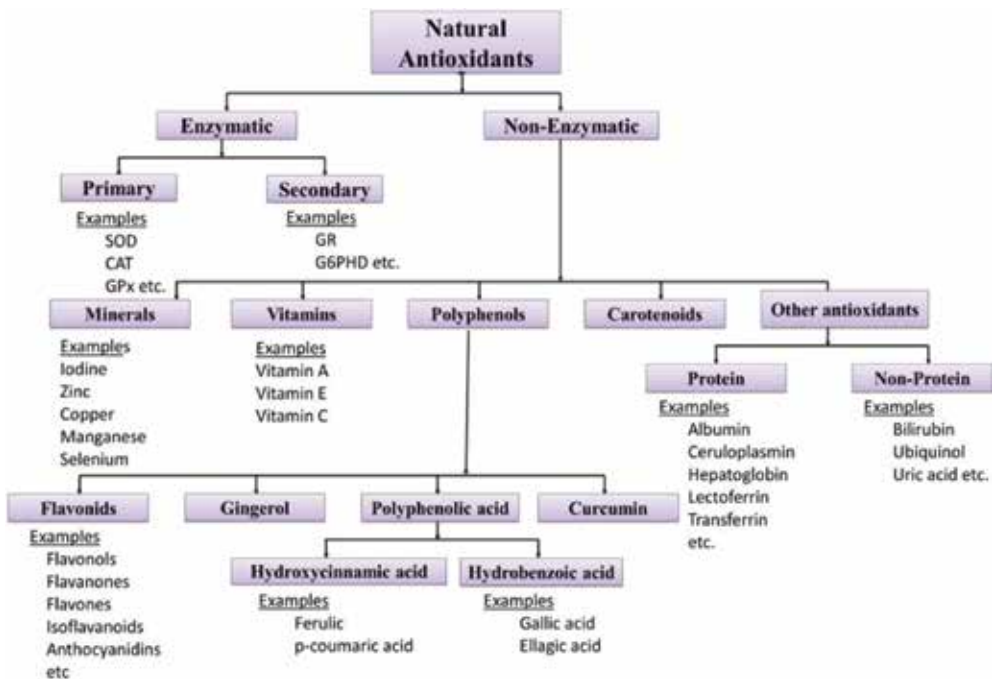 Natural
Antioxidants
Enzymatic
Non-Enzymatic
Primary
Examples
SOD
CAT
GPx etc.
Secondary
Examples
GR
G6PHD etc.
Minerals
Examples
Iodine
Zinc
Copper
Manganese
Selenium
Vitamins
Examples
Vitamin A
Vitamin E
Vitamin C
Polyphenols
Carotenoids
Other antioxidants
Protein
Examples
Albumin
Ceruloplasmin
Hepatoglobin
Lectoferrin
Transferrin
etc.
Non-Protein
Examples
Bilirubin
Ubiquinol
Uric acid etc.
Flavonids
Examples
Flavonols
Flavanones
Flavones
Isoflavanoids
Anthocyanidins
etc
Gingerol
Polyphenolic acid
Curcumin
Hydroxycinnamic acid
Examples
Ferulic
p-coumaric acid
Hydrobenzoic acid
Examples
Gallic acid
Ellagic acid